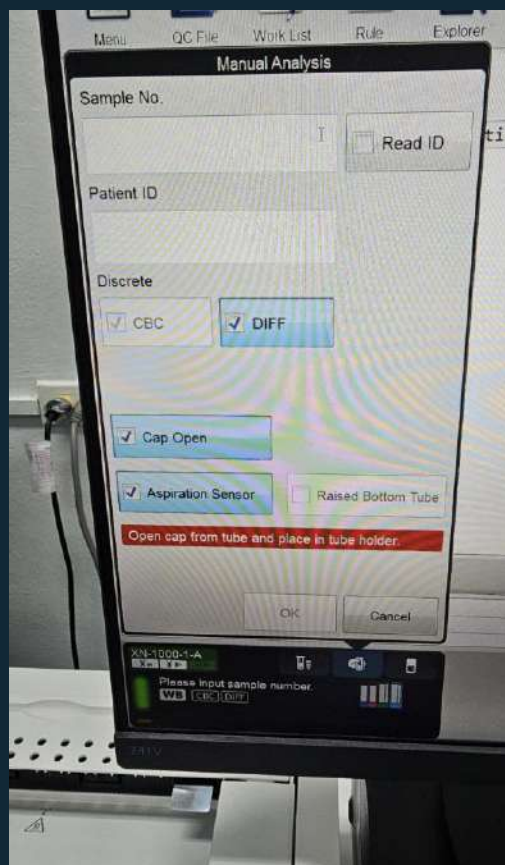 Menu QC File Work List Rule Explorer
Manual Analysis
Sample No.
Read ID
Patient ID
Discrete
CBC DIFF
Cap Open
Aspiration Sensor Raised Bottom Tube
Open cap from tube and place in tube holder.
OK Cancel
XN-1000-1-A
Please input sample number.
WB CBC DIFF